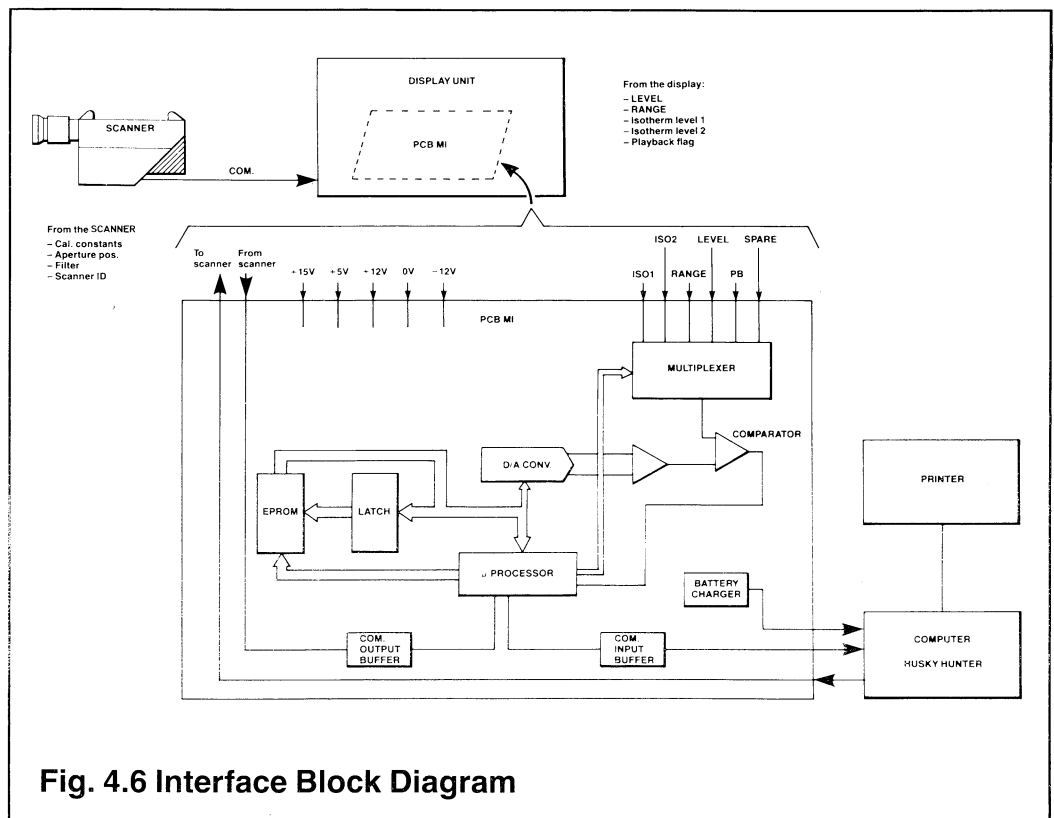 DISPLAY UNIT
PCB MI
From the display:
– LEVEL
– RANGE
– Isotherm level 1
– Isotherm level 2
– Playback flag
SCANNER
COM.
From the SCANNER
– Cal. constants
– Aperture pos.
– Filter
– Scanner ID
To
scanner
From
scanner
+15V
+5V
+12V
0V
−12V
ISO2
LEVEL
SPARE
ISO1
RANGE
PB
PCB MI
MULTIPLEXER
COMPARATOR
D/A CONV.
EPROM
LATCH
μ PROCESSOR
BATTERY
CHARGER
COM.
OUTPUT
BUFFER
COM.
INPUT
BUFFER
PRINTER
COMPUTER
HUSKY HUNTER
Fig. 4.6 Interface Block Diagram